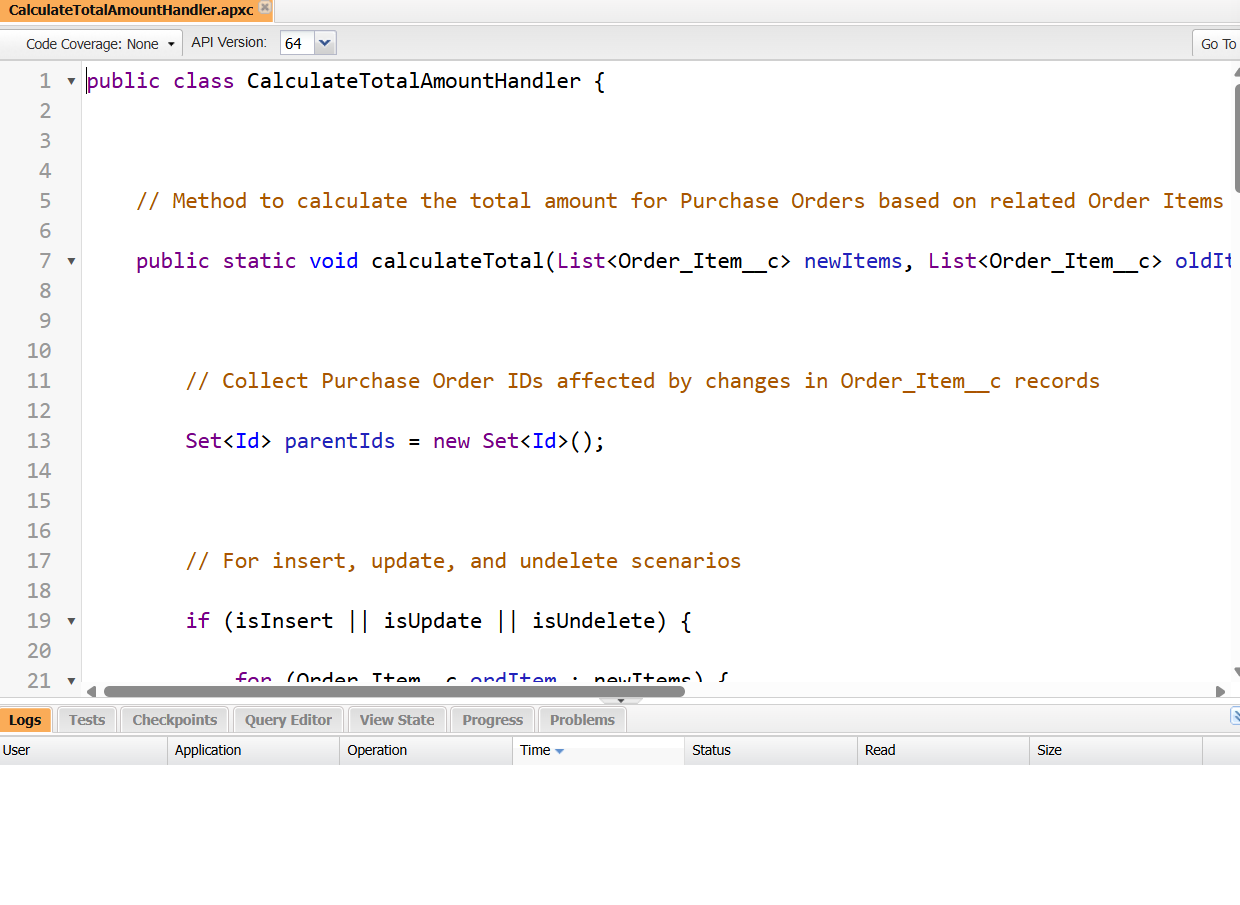 CalculateTotalAmountHandler.apxc
Code Coverage: None API Version: 64 Go To
1 public class CalculateTotalAmountHandler {
2
3
4
5 // Method to calculate the total amount for Purchase Orders based on related Order Items
6
7 public static void calculateTotal(List<Order_Item__c> newItems, List<Order_Item__c> oldIt
8
9
10
11 // Collect Purchase Order IDs affected by changes in Order_Item__c records
12
13 Set<Id> parentIds = new Set<Id>();
14
15
16
17 // For insert, update, and undelete scenarios
18
19 if (isInsert || isUpdate || isUndelete) {
20
21 for (Order_Item__c ordItem : newItems) {
Logs Tests Checkpoints Query Editor View State Progress Problems
User Application Operation Time Status Read Size